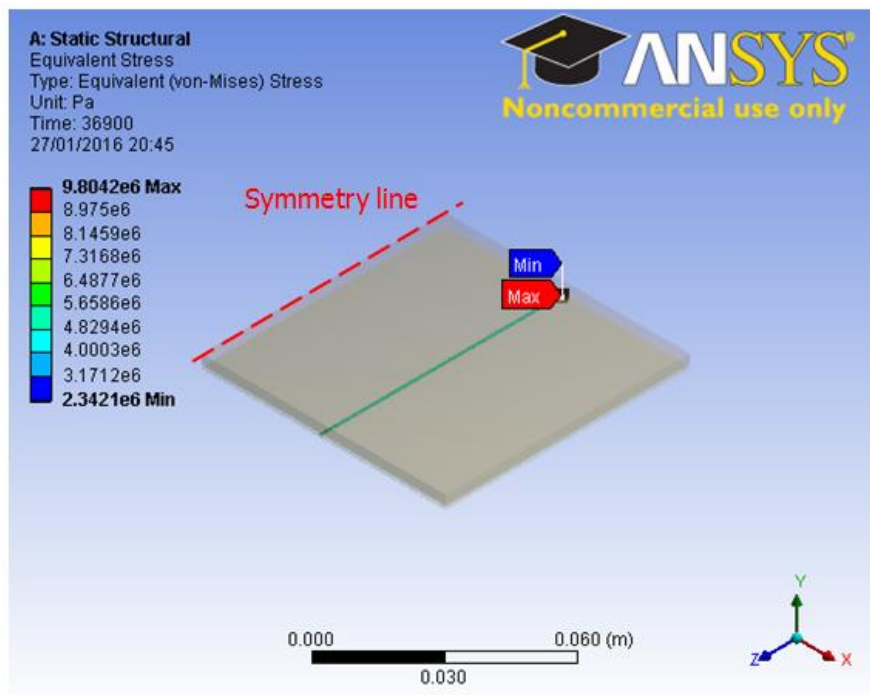 A: Static Structural
Equivalent Stress
Type: Equivalent (von-Mises) Stress
Unit: Pa
Time: 36900
27/01/2016 20:45
ANSYS®
Noncommercial use only
9.8042e6 Max
8.975e6
8.1459e6
7.3168e6
6.4877e6
5.6586e6
4.8294e6
4.0003e6
3.1712e6
2.3421e6 Min
Symmetry line
Min
Max
0.000
0.060 (m)
0.030
Y
Z
X